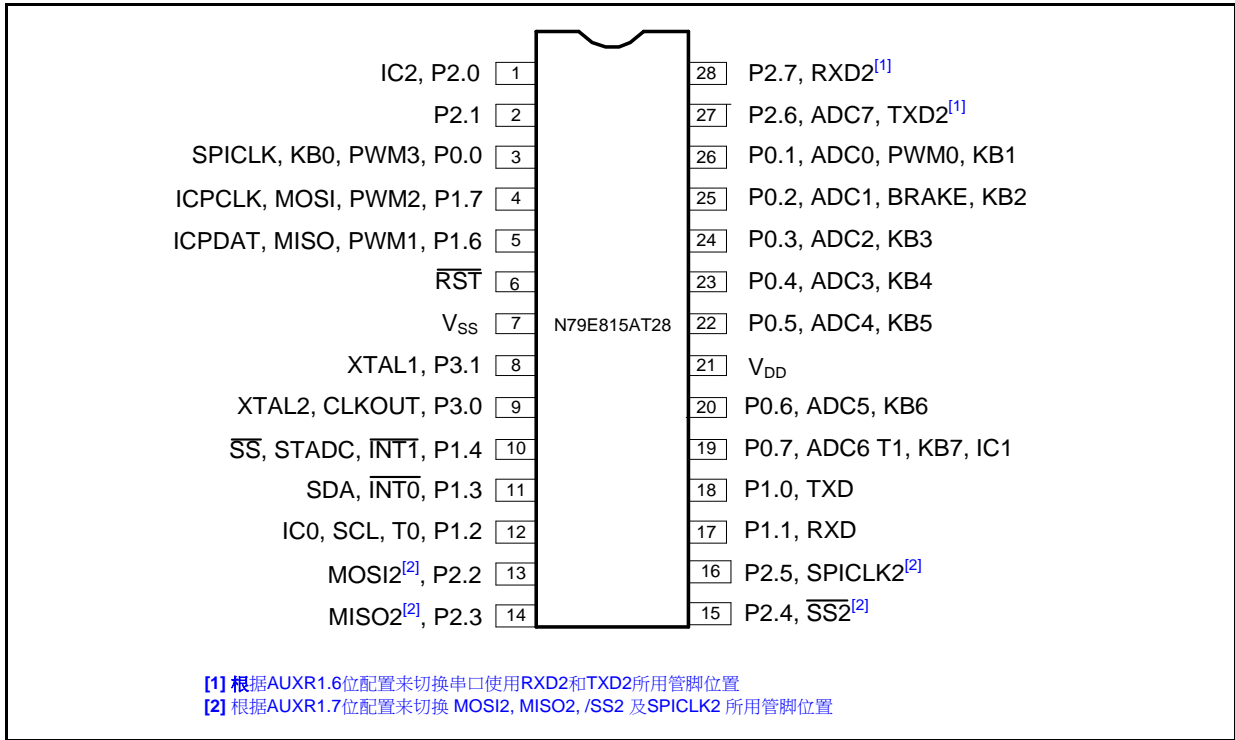 IC2, P2.0 1
28 P2.7, RXD2[1]
P2.1 2
27 P2.6, ADC7, TXD2[1]
SPICLK, KB0, PWM3, P0.0 3
26 P0.1, ADC0, PWM0, KB1
ICPCLK, MOSI, PWM2, P1.7 4
25 P0.2, ADC1, BRAKE, KB2
ICPDAT, MISO, PWM1, P1.6 5
24 P0.3, ADC2, KB3
R̅S̅T̅ 6
23 P0.4, ADC3, KB4
VSS 7
N79E815AT28
22 P0.5, ADC4, KB5
XTAL1, P3.1 8
21 VDD
XTAL2, CLKOUT, P3.0 9
20 P0.6, ADC5, KB6
S̅S̅, STADC, I̅N̅T̅1̅, P1.4 10
19 P0.7, ADC6 T1, KB7, IC1
SDA, I̅N̅T̅0̅, P1.3 11
18 P1.0, TXD
IC0, SCL, T0, P1.2 12
17 P1.1, RXD
MOSI2[2], P2.2 13
16 P2.5, SPICLK2[2]
MISO2[2], P2.3 14
15 P2.4, S̅S̅2̅[2]
[1] 根据AUXR1.6位配置来切换串口使用RXD2和TXD2所用管脚位置
[2] 根据AUXR1.7位配置来切换 MOSI2, MISO2, /SS2 及SPICLK2 所用管脚位置